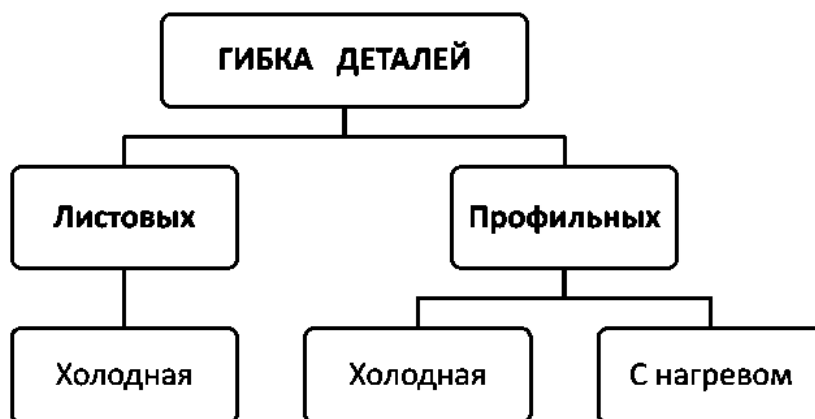 ГИБКА ДЕТАЛЕЙ
Листовых
Профильных
Холодная
Холодная
С нагревом